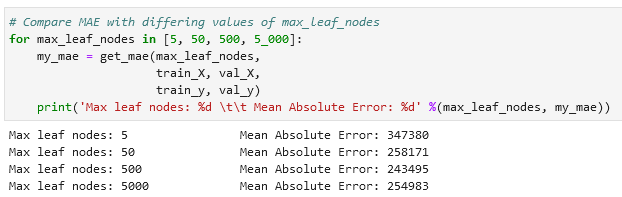 # Compare MAE with differing values of max_leaf_nodes
for max_leaf_nodes in [5, 50, 500, 5_000]:
    my_mae = get_mae(max_leaf_nodes,
                     train_X, val_X,
                     train_y, val_y)
    print('Max leaf nodes: %d \t\t Mean Absolute Error: %d' %(max_leaf_nodes, my_mae))
Max leaf nodes: 5                Mean Absolute Error: 347380
Max leaf nodes: 50               Mean Absolute Error: 258171
Max leaf nodes: 500              Mean Absolute Error: 243495
Max leaf nodes: 5000             Mean Absolute Error: 254983